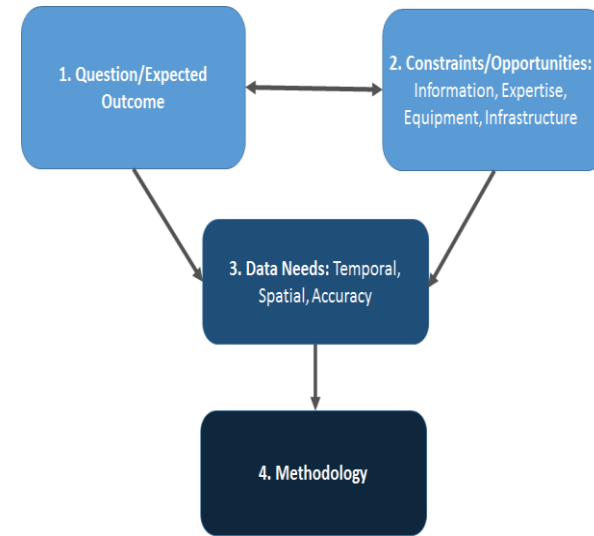 1. Question/Expected
Outcome
2. Constraints/Opportunities:
Information, Expertise,
Equipment, Infrastructure
3. Data Needs: Temporal,
Spatial, Accuracy
4. Methodology